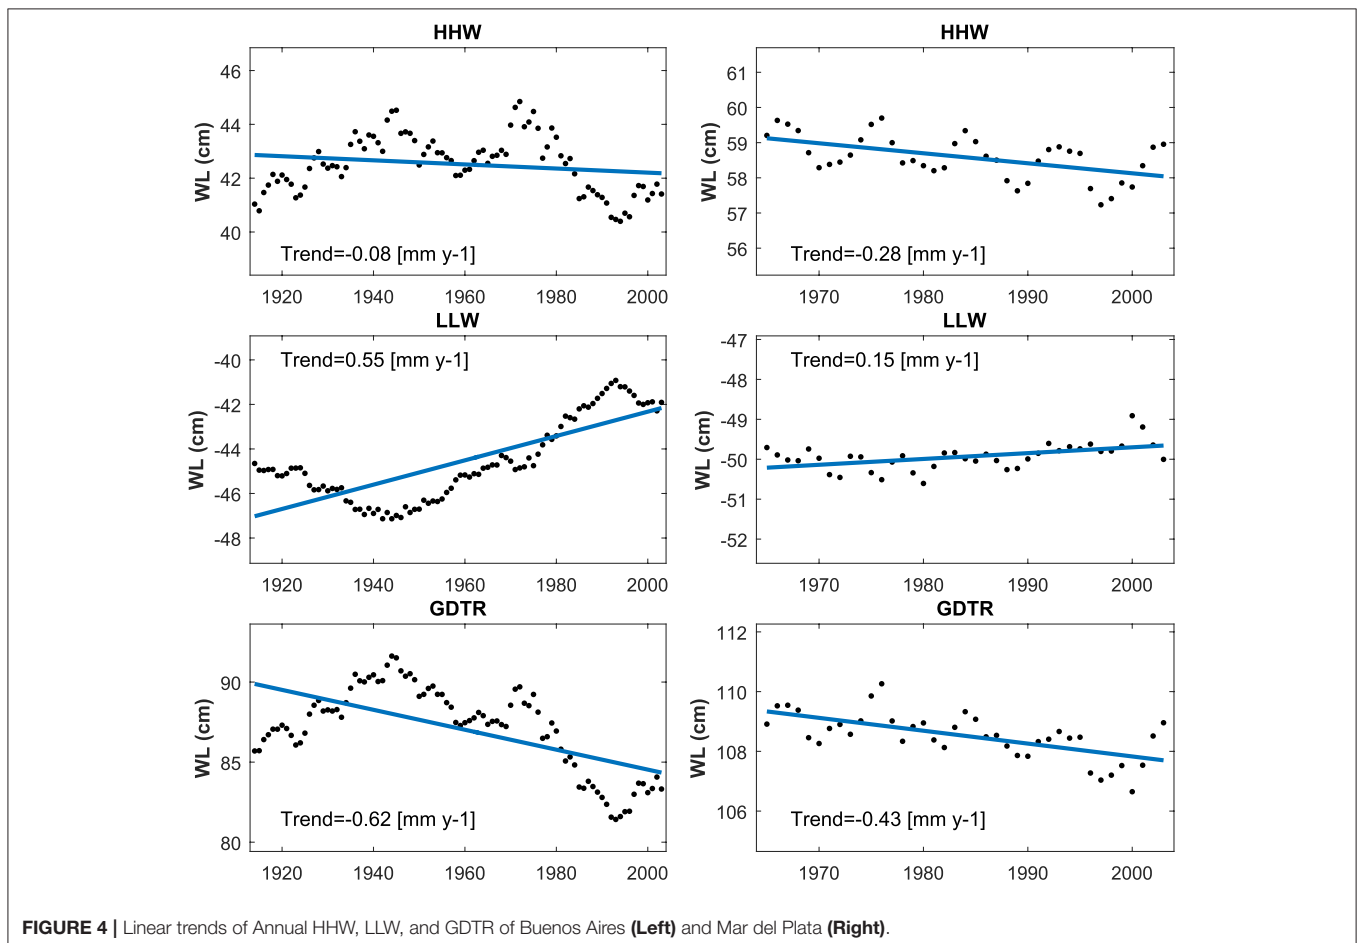 HHW
46
44
42
40
WL (cm)
Trend=-0.08 [mm y-1]
1920 1940 1960 1980 2000
HHW
61
60
59
58
57
56
WL (cm)
Trend=-0.28 [mm y-1]
1970 1980 1990 2000
LLW
-40
-42
-44
-46
-48
WL (cm)
Trend=0.55 [mm y-1]
1920 1940 1960 1980 2000
LLW
-47
-48
-49
-50
-51
-52
WL (cm)
Trend=0.15 [mm y-1]
1970 1980 1990 2000
GDTR
90
85
80
WL (cm)
Trend=-0.62 [mm y-1]
1920 1940 1960 1980 2000
GDTR
112
110
108
106
WL (cm)
Trend=-0.43 [mm y-1]
1970 1980 1990 2000
FIGURE 4 | Linear trends of Annual HHW, LLW, and GDTR of Buenos Aires (Left) and Mar del Plata (Right).